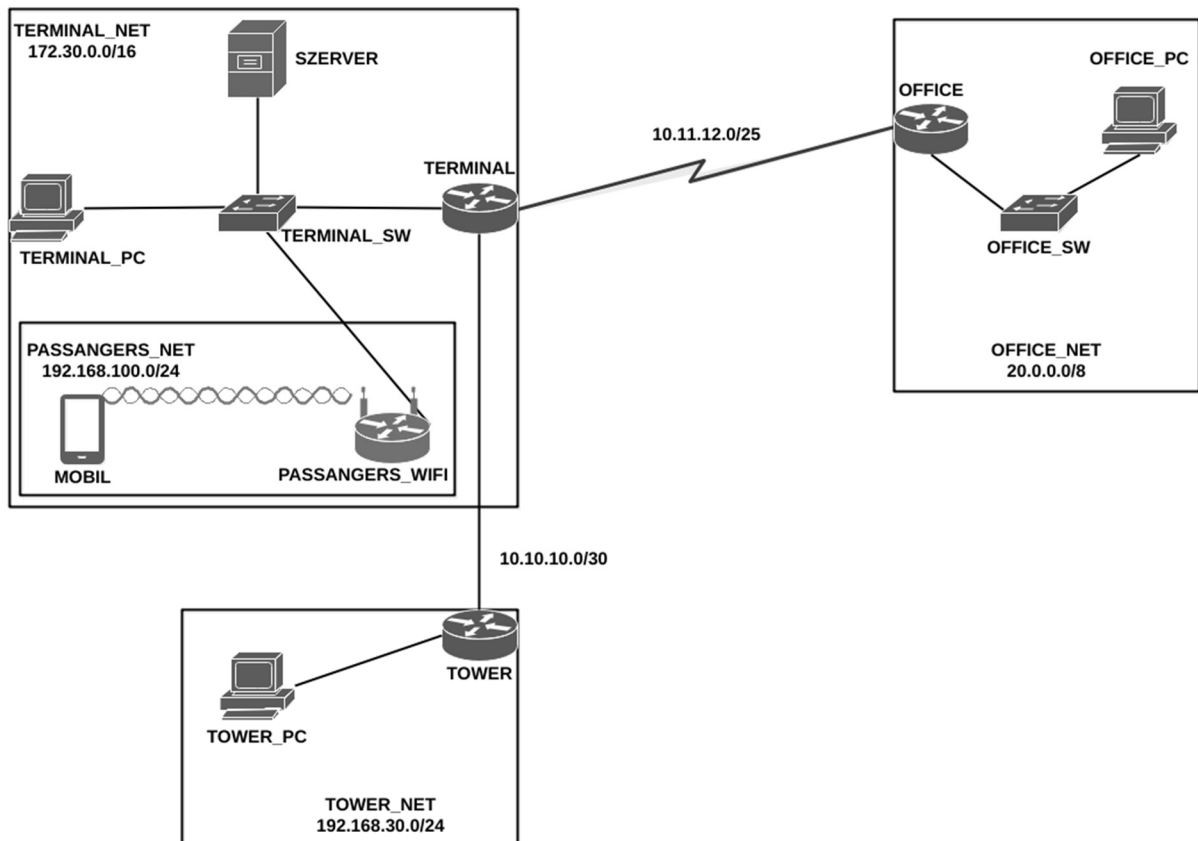 TERMINAL_NET
172.30.0.0/16
SZERVER
OFFICE_PC
OFFICE
10.11.12.0/25
TERMINAL
TERMINAL_SW
TERMINAL_PC
OFFICE_SW
PASSANGERS_NET
192.168.100.0/24
OFFICE_NET
20.0.0.0/8
MOBIL
PASSANGERS_WIFI
10.10.10.0/30
TOWER
TOWER_PC
TOWER_NET
192.168.30.0/24